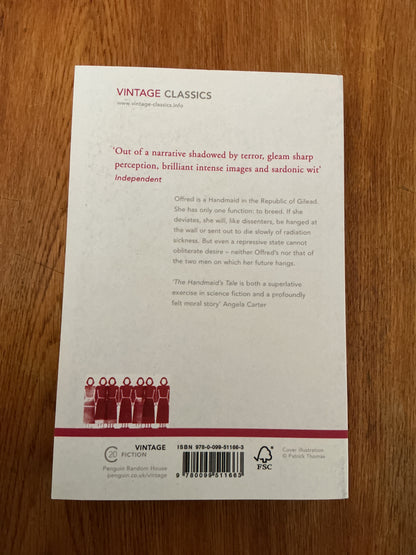 VINTAGE CLASSICS
www.vintage-classics.info
'Out of a narrative shadowed by terror, gleam sharp
perception, brilliant intense images and sardonic wit'
Independent
Offred is a Handmaid in the Republic of Gilead.
She has only one function: to breed. If she
deviates, she will, like dissenters, be hanged at
the wall or sent out to die slowly of radiation
sickness. But even a repressive state cannot
obliterate desire – neither Offred's nor that of
the two men on which her future hangs.
'The Handmaid's Tale is both a superlative
exercise in science fiction and a profoundly
felt moral story' Angela Carter
C20 VINTAGE
FICTION
Penguin Random House
penguin.co.uk/vintage
ISBN 978-0-099-51166-3
9 780099 511663
FSC
Cover illustration
© Patrick Thomas